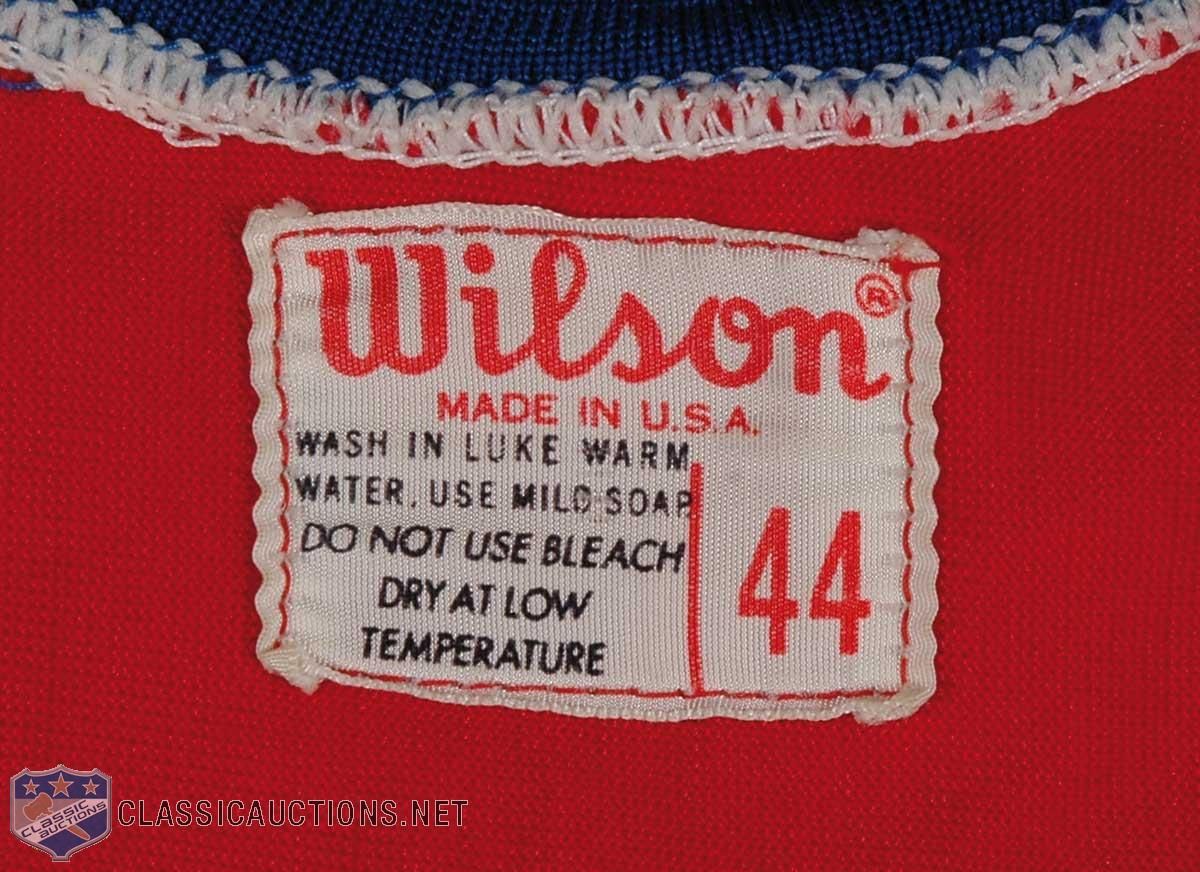 Wilson®
MADE IN U.S.A.
WASH IN LUKE WARM
WATER, USE MILD SOAP.
DO NOT USE BLEACH
DRY AT LOW
TEMPERATURE
44
CLASSIC
AUCTIONS
CLASSICAUCTIONS.NET